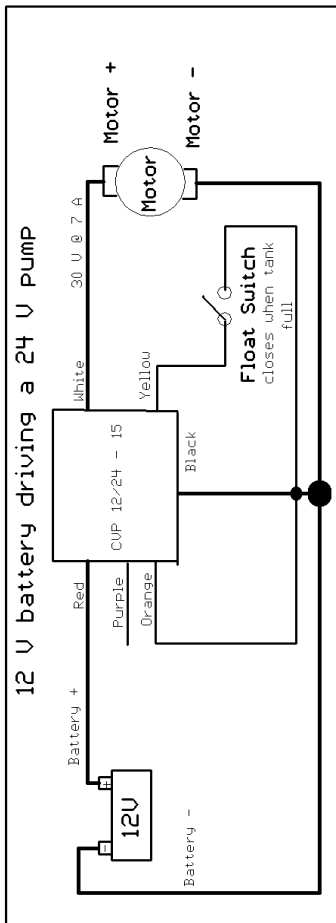 12 V battery driving a 24 V pump
Motor +
Motor -
Motor
30 V @ 7 A
White
Yellow
Float Switch
closes when tank
full
CVP 12/24 - 15
Black
Red
Purple
Orange
Battery +
+
-
12V
Battery -